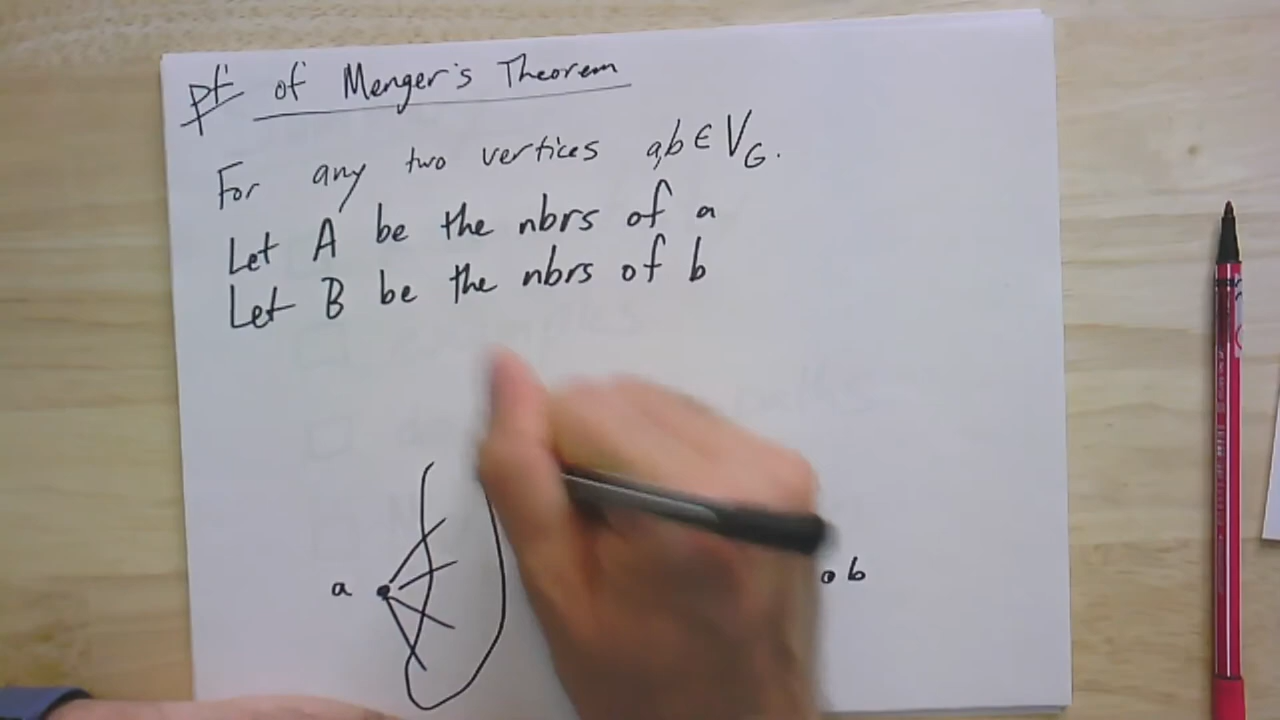 Pf of Menger's Theorem
For any two vertices a,b ∈ V_G.
Let A be the nbrs of a
Let B be the nbrs of b
a
b